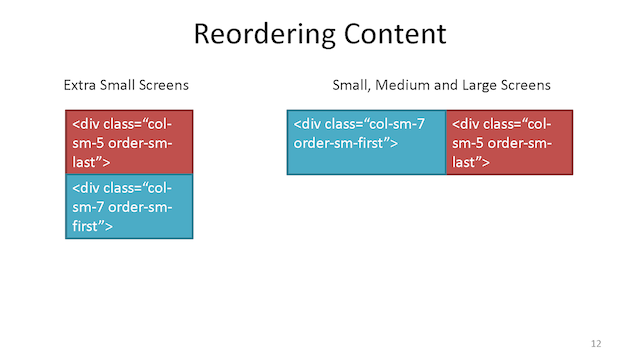 Reordering Content
Extra Small Screens
Small, Medium and Large Screens
<div class=“col-
sm-5 order-sm-
last”>
<div class=“col-
sm-7 order-sm-
first”>
<div class=“col-sm-7
order-sm-first”>
<div class=“col-
sm-5 order-sm-
last”>
12